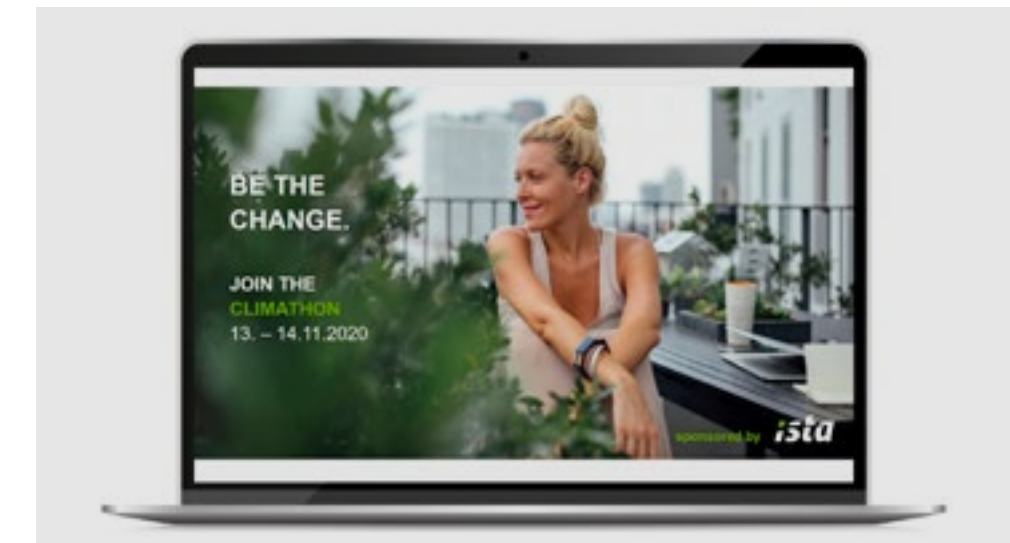 BE THE
CHANGE.
JOIN THE
CLIMATHON
13. – 14.11.2020
sponsored by ista